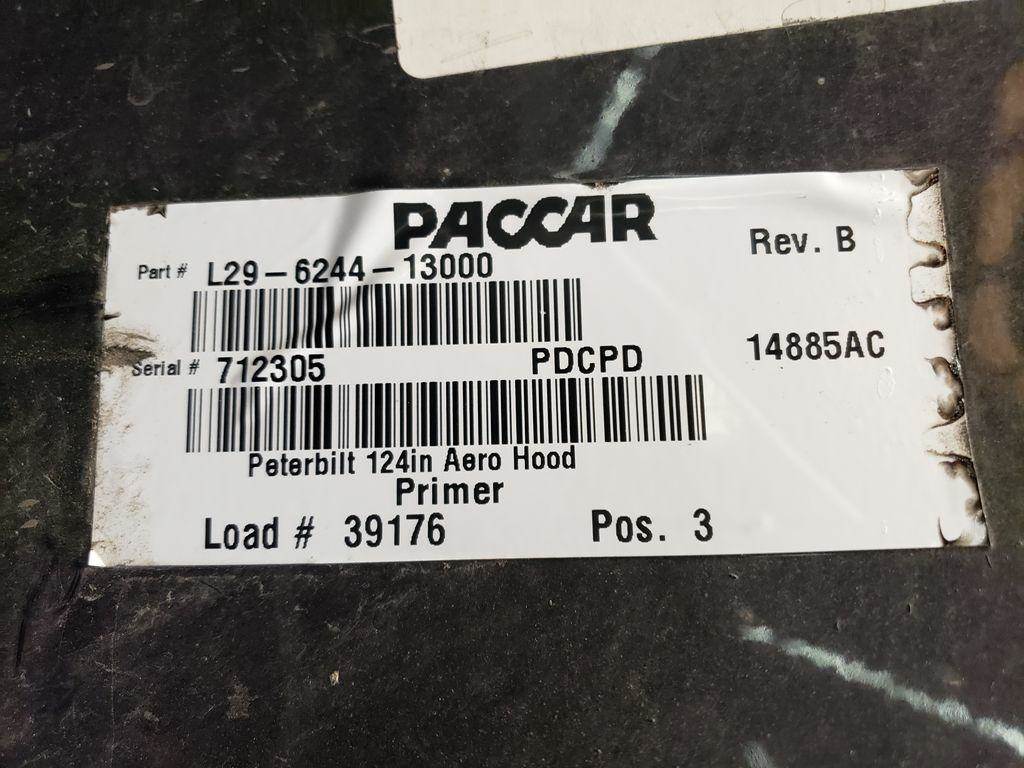 PACCAR
Rev. B
Part # L29-6244-13000
Serial # 712305 PDCPD 14885AC
Peterbilt 124in Aero Hood
Primer
Load # 39176 Pos. 3